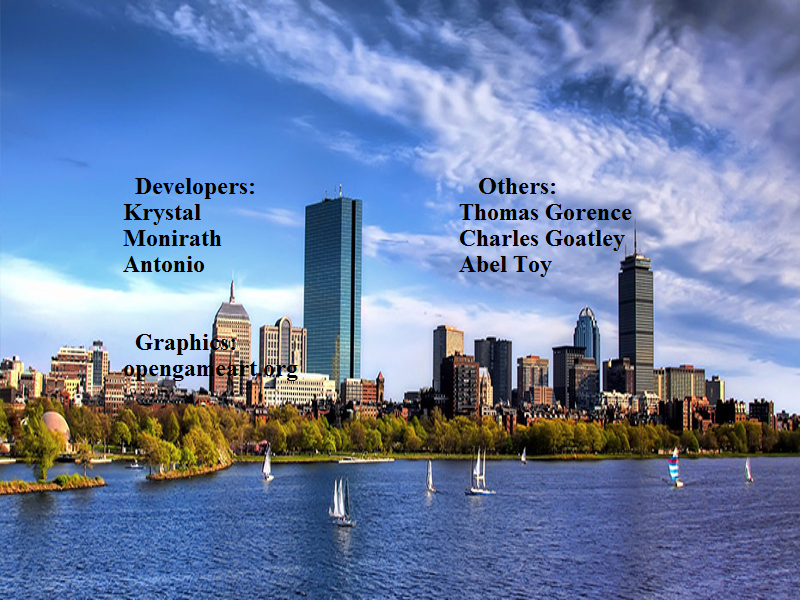 Developers:
Krystal
Monirath
Antonio
Graphics:
opengameart.org
Others:
Thomas Gorence
Charles Goatley
Abel Toy